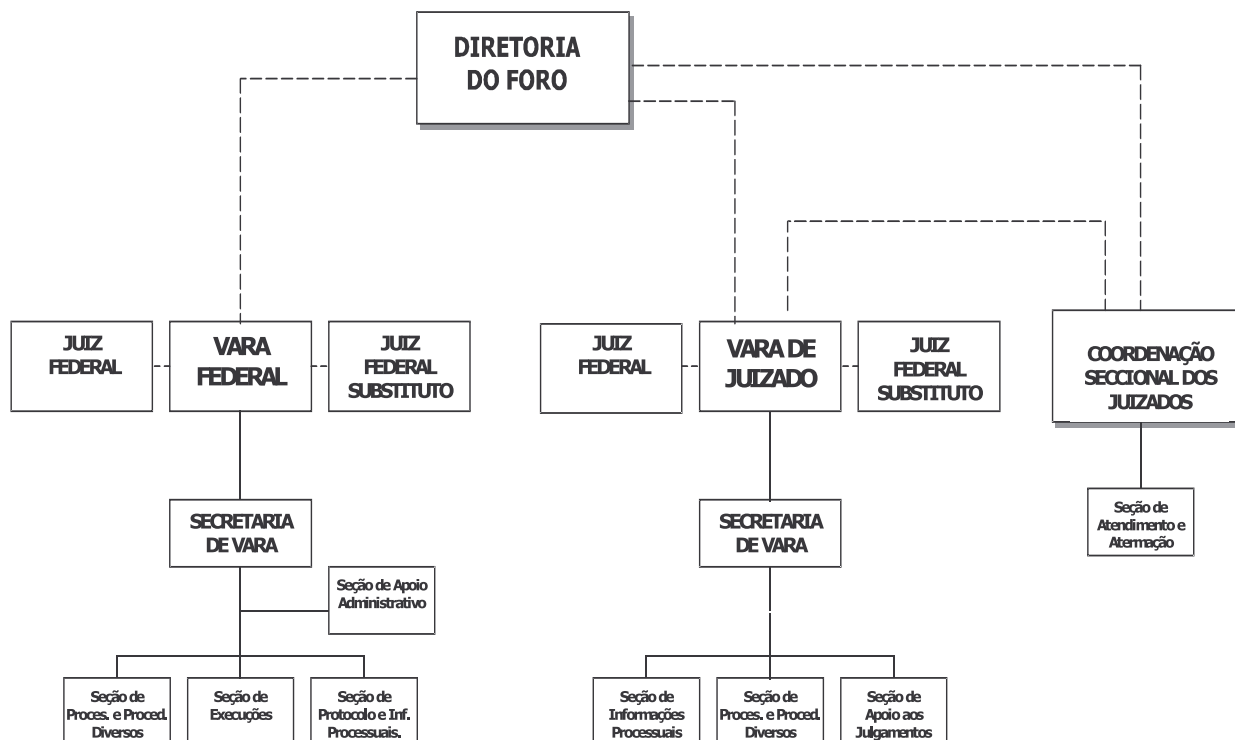 DIRETORIA
DO FORO
JUIZ
FEDERAL
VARA
FEDERAL
JUIZ
FEDERAL
SUBSTITUTO
JUIZ
FEDERAL
VARA DE
JUIZADO
JUIZ
FEDERAL
SUBSTITUTO
COORDENAÇÃO
SECCIONAL DOS
JUIZADOS
SECRETARIA
DE VARA
SECRETARIA
DE VARA
Seção de
Atendimento e
Atermação
Seção de Apoio
Administrativo
Seção de
Proces. e Proced.
Diversos
Seção de
Execuções
Seção de
Protocolo e Inf.
Processuais.
Seção de
Informações
Processuais
Seção de
Proces. e Proced.
Diversos
Seção de
Apoio aos
Julgamentos